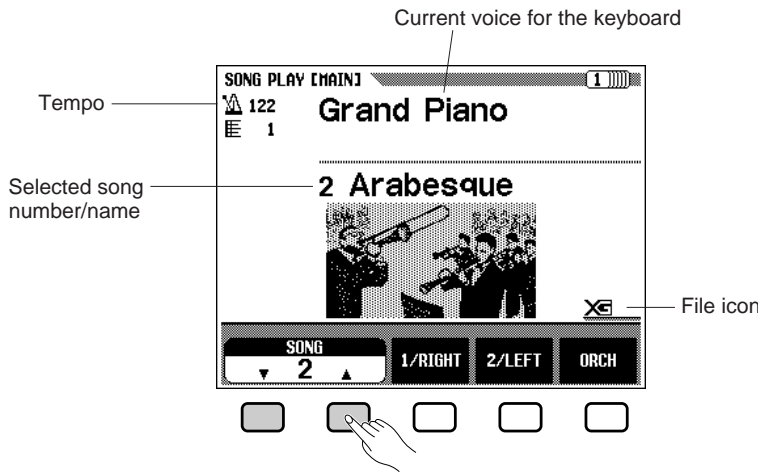 Current voice for the keyboard
SONG PLAY [MAIN]
1
Tempo
122
Grand Piano
1
Selected song
number/name
2 Arabesque
XG
File icon
SONG
▼ 2 ▲
1/RIGHT
2/LEFT
ORCH